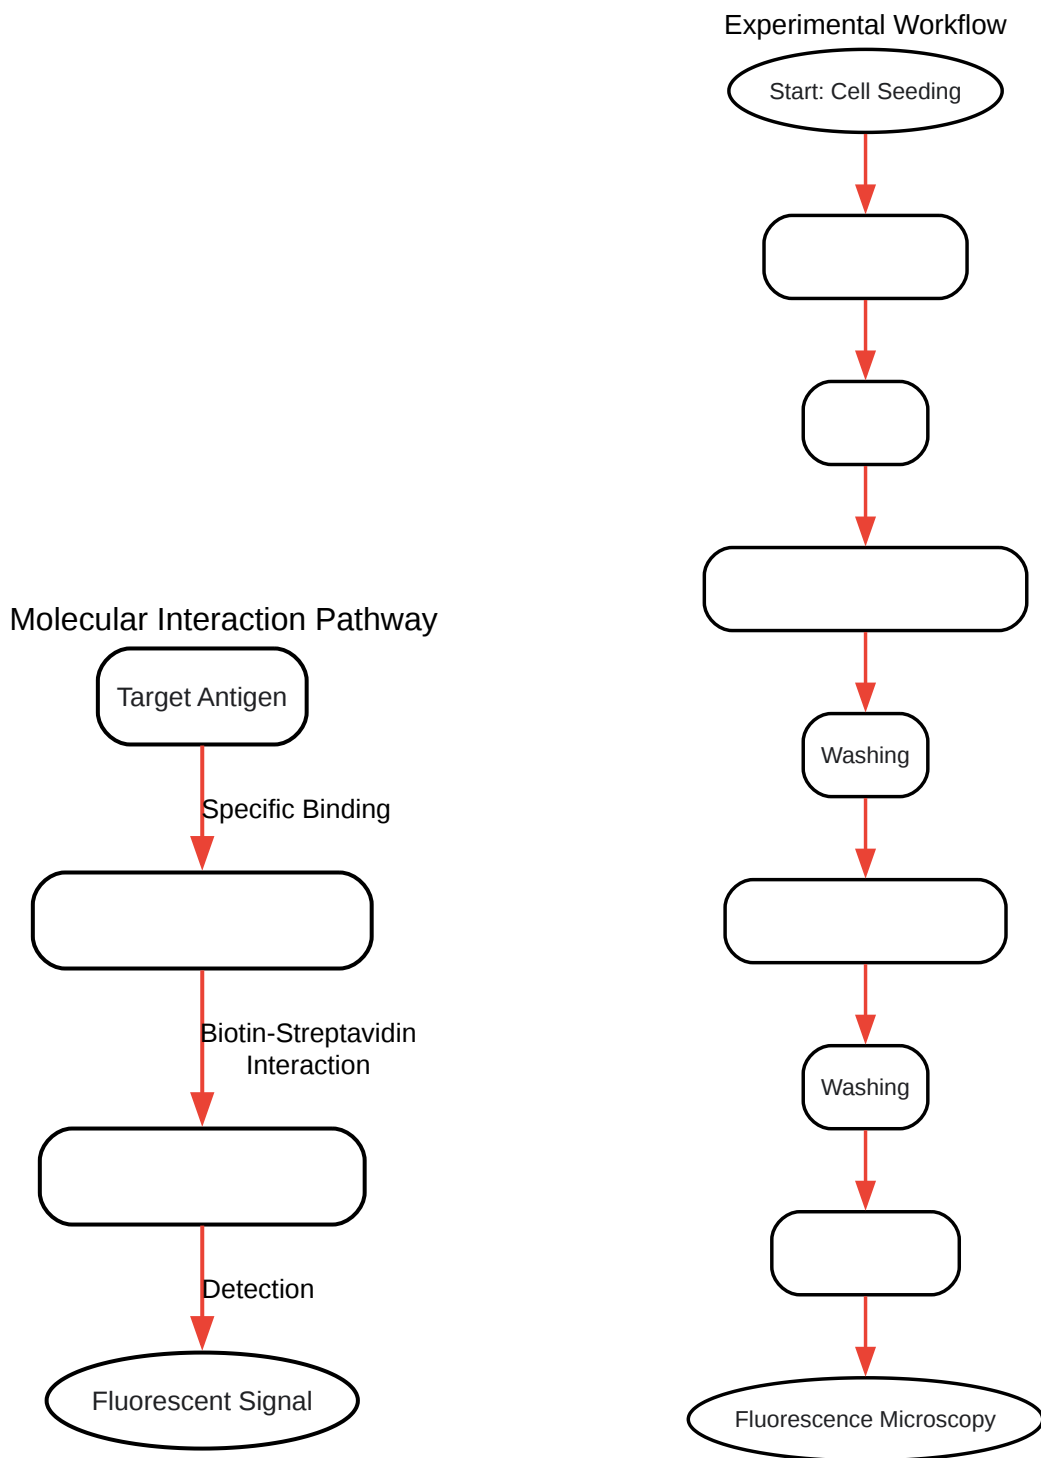 Experimental Workflow
Start: Cell Seeding
Washing
Washing
Fluorescence Microscopy
Molecular Interaction Pathway
Target Antigen
Specific Binding
Biotin-Streptavidin
Interaction
Detection
Fluorescent Signal